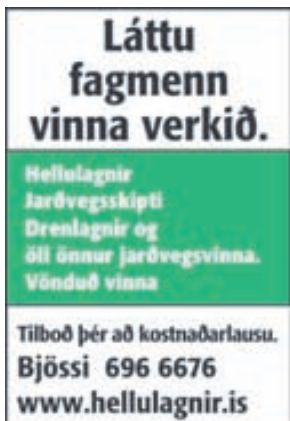 Láttu
fagmenn
vinna verkið.
Hellulagnir
Jarðvegsskipti
Drenlagnir og
öll önnur jarðvegsvinna.
Vönduð vinna
Tilboð þér að kostnaðarlausu.
Bjössi 696 6676
www.hellulagnir.is